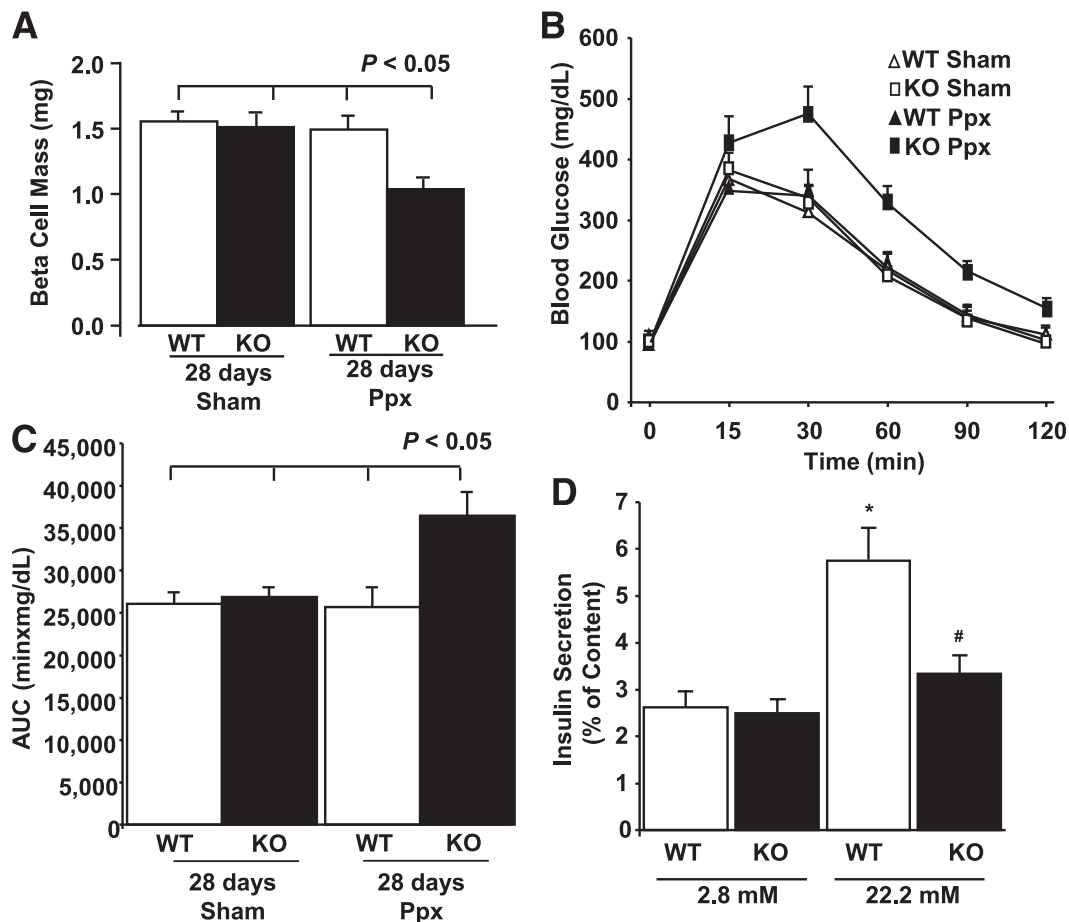 A
P < 0.05
Beta Cell Mass (mg)
2.0
1.5
1.0
0.5
0.0
WT KO WT KO
28 days 28 days
Sham Ppx
B
Blood Glucose (mg/dL)
600
500
400
300
200
100
0
WT Sham
KO Sham
WT Ppx
KO Ppx
0 15 30 60 90 120
Time (min)
C
P < 0.05
AUC (minxmg/dL)
45,000
40,000
35,000
30,000
25,000
20,000
15,000
10,000
5,000
0
WT KO WT KO
28 days 28 days
Sham Ppx
D
Insulin Secretion
(% of Content)
7
6
5
4
3
2
1
0
*
#
WT KO WT KO
2.8 mM 22.2 mM